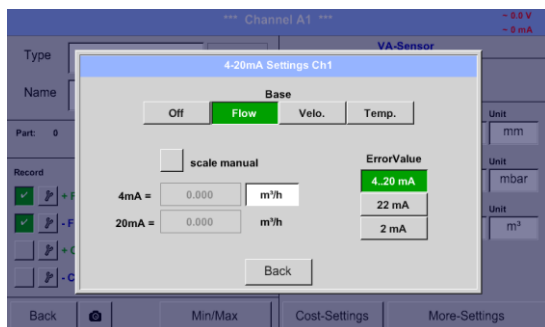 *** Channel A1 ***
~ 0.0 V
~ 0 mA
Type
VA-Sensor
4-20mA Settings Ch1
Name
Base
Off Flow Velo. Temp.
Unit
Part: 0
mm
scale manual
ErrorValue
Unit
Record
4..20 mA
mbar
4mA = 0.000 m³/h
22 mA
+ F
Unit
20mA = 0.000 m³/h
2 mA
- F
m³
+ C
Back
- C
Back Min/Max Cost-Settings More-Settings